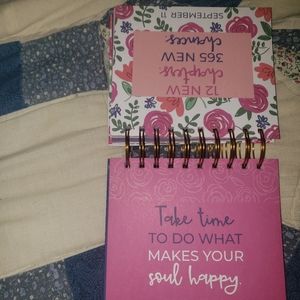 12 NEW
chapters,
365 NEW
chances
SEPTEMBER 11
Take time
TO DO WHAT
MAKES YOUR
soul happy.